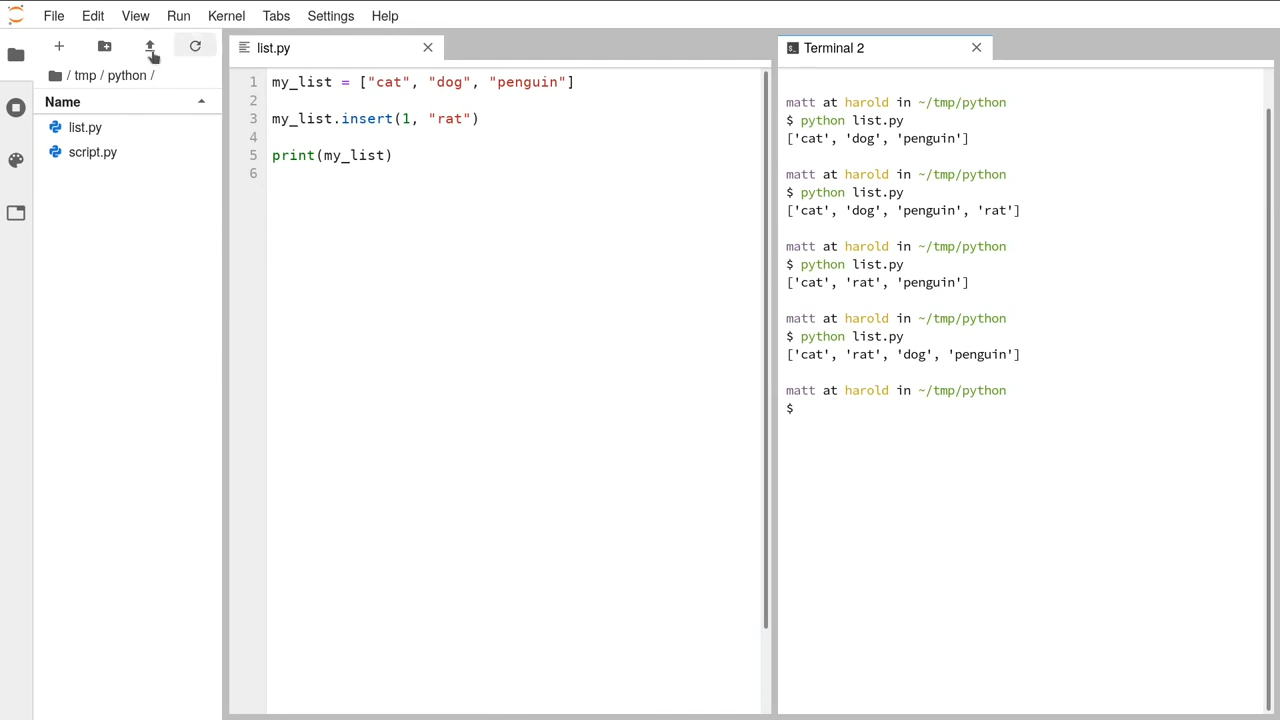 File Edit View Run Kernel Tabs Settings Help
/ tmp / python /
Name
list.py
script.py
list.py
1 my_list = ["cat", "dog", "penguin"]
2
3 my_list.insert(1, "rat")
4
5 print(my_list)
6
Terminal 2
matt at harold in ~/tmp/python
$ python list.py
['cat', 'dog', 'penguin']
matt at harold in ~/tmp/python
$ python list.py
['cat', 'dog', 'penguin', 'rat']
matt at harold in ~/tmp/python
$ python list.py
['cat', 'rat', 'penguin']
matt at harold in ~/tmp/python
$ python list.py
['cat', 'rat', 'dog', 'penguin']
matt at harold in ~/tmp/python
$